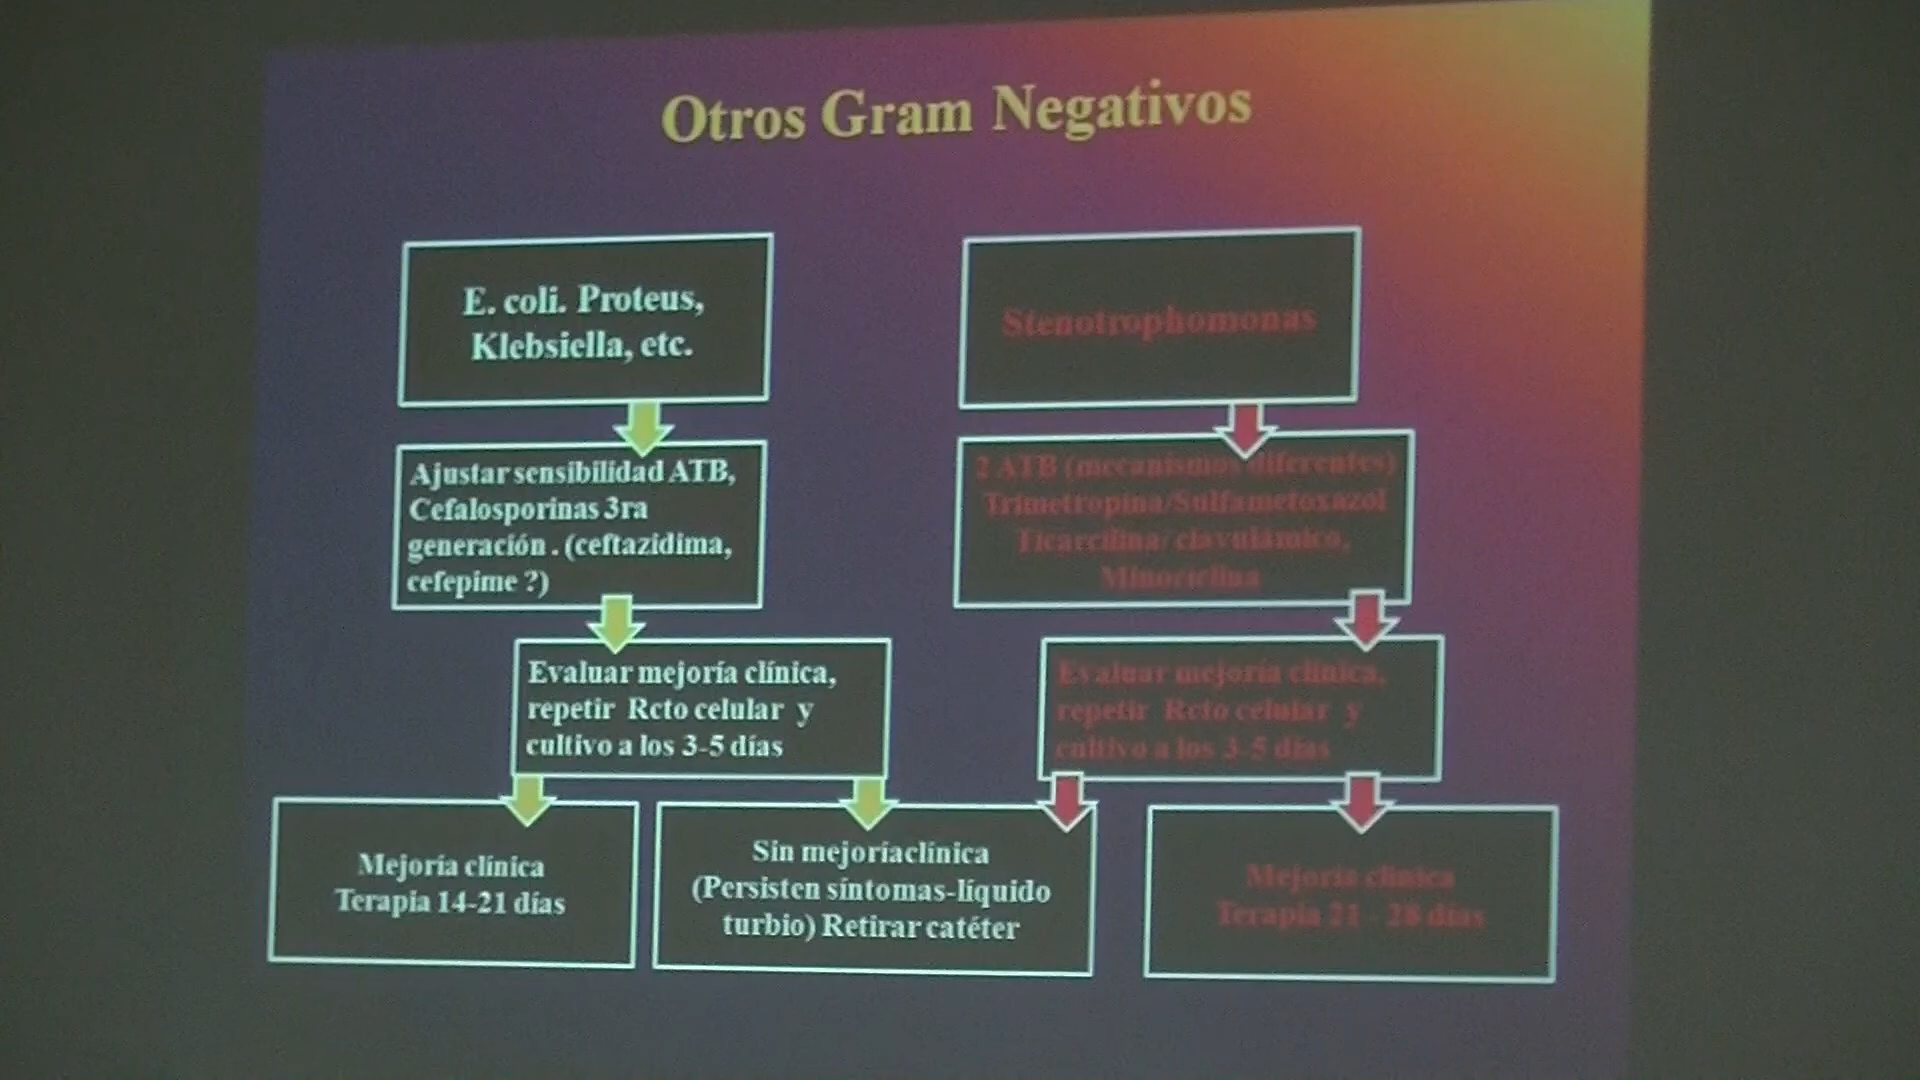 Otros Gram Negativos
E. coli. Proteus,
Klebsiella, etc.
Stenotrophomonas
Ajustar sensibilidad ATB,
Cefalosporinas 3ra
generación. (ceftazidima,
cefepime ?)
2 ATB (mecanismos diferentes)
Trimetropina/Sulfametoxazol
Ticarcilina/ clavulámico,
Minociclina
Evaluar mejoría clínica,
repetir Rcto celular y
cultivo a los 3-5 días
Evaluar mejoría clínica,
repetir Rcto celular y
cultivo a los 3-5 días
Mejoría clínica
Terapia 14-21 días
Sin mejoríaclínica
(Persisten síntomas-líquido
turbio) Retirar catéter
Mejoría clínica
Terapia 21 - 28 días